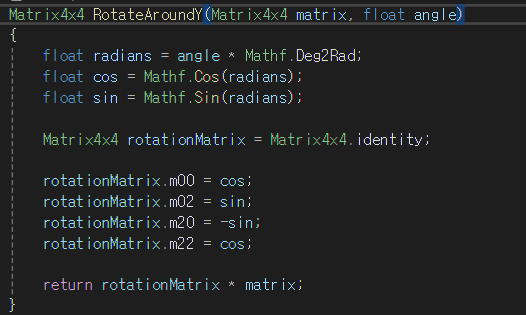 Matrix4x4 RotateAroundY(Matrix4x4 matrix, float angle)
{
float radians = angle * Mathf.Deg2Rad;
float cos = Mathf.Cos(radians);
float sin = Mathf.Sin(radians);
Matrix4x4 rotationMatrix = Matrix4x4.identity;
rotationMatrix.m00 = cos;
rotationMatrix.m02 = sin;
rotationMatrix.m20 = -sin;
rotationMatrix.m22 = cos;
return rotationMatrix * matrix;
}